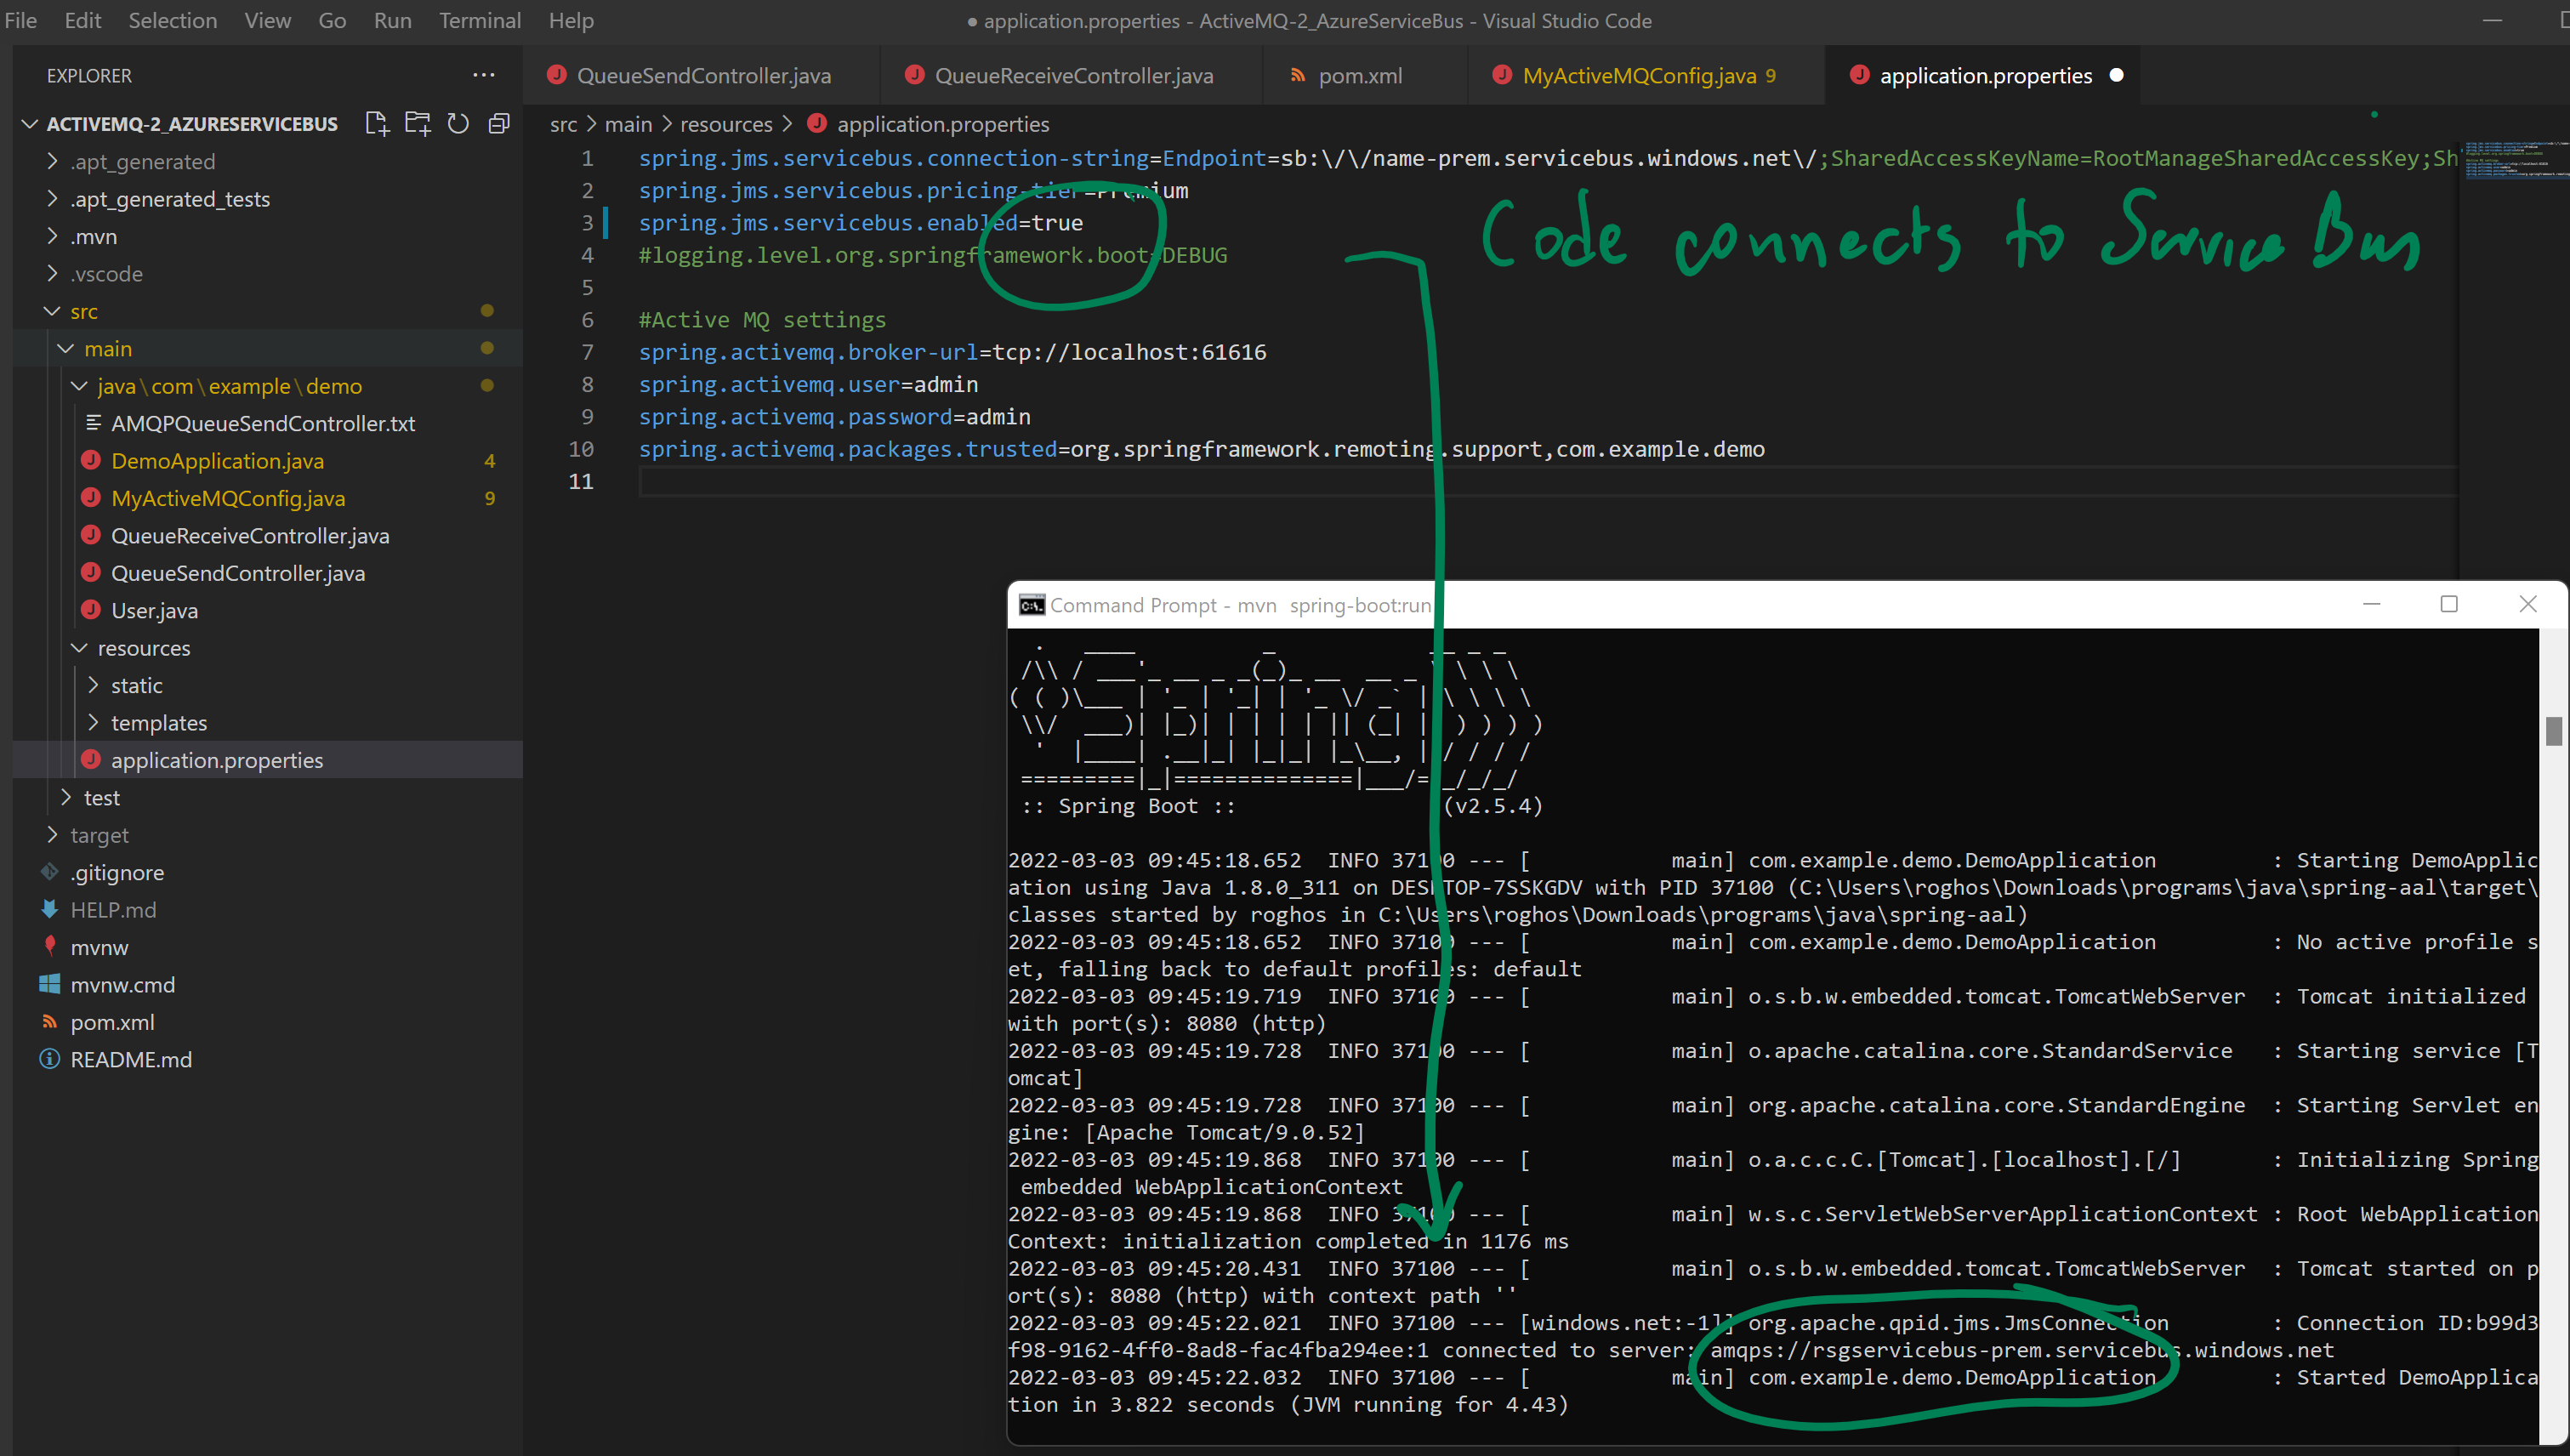 File Edit Selection View Go Run Terminal Help
● application.properties - ActiveMQ-2_AzureServiceBus - Visual Studio Code
EXPLORER
ACTIVEMQ-2_AZURESERVICEBUS
.apt_generated
.apt_generated_tests
.mvn
.vscode
src
main
java\com\example\demo
AMQPQueueSendController.txt
DemoApplication.java 4
MyActiveMQConfig.java 9
QueueReceiveController.java
QueueSendController.java
User.java
resources
static
templates
application.properties
test
target
.gitignore
HELP.md
mvnw
mvnw.cmd
pom.xml
README.md
QueueSendController.java QueueReceiveController.java pom.xml MyActiveMQConfig.java 9 application.properties ●
src > main > resources > application.properties
1 spring.jms.servicebus.connection-string=Endpoint=sb:\/\/name-prem.servicebus.windows.net\/;SharedAccessKeyName=RootManageSharedAccessKey;Sh
2 spring.jms.servicebus.pricing-tier=Premium
3 spring.jms.servicebus.enabled=true
4 #logging.level.org.springframework.boot=DEBUG
5
6 #Active MQ settings
7 spring.activemq.broker-url=tcp://localhost:61616
8 spring.activemq.user=admin
9 spring.activemq.password=admin
10 spring.activemq.packages.trusted=org.springframework.remoting.support,com.example.demo
11
Code connects to Service Bus
Command Prompt - mvn spring-boot:run
:: Spring Boot :: (v2.5.4)
2022-03-03 09:45:18.652 INFO 37100 --- [ main] com.example.demo.DemoApplication : Starting DemoApplic
ation using Java 1.8.0_311 on DESKTOP-7SSKGDV with PID 37100 (C:\Users\roghos\Downloads\programs\java\spring-aal\target\
classes started by roghos in C:\Users\roghos\Downloads\programs\java\spring-aal)
2022-03-03 09:45:18.652 INFO 37100 --- [ main] com.example.demo.DemoApplication : No active profile s
et, falling back to default profiles: default
2022-03-03 09:45:19.719 INFO 37100 --- [ main] o.s.b.w.embedded.tomcat.TomcatWebServer : Tomcat initialized
with port(s): 8080 (http)
2022-03-03 09:45:19.728 INFO 37100 --- [ main] o.apache.catalina.core.StandardService : Starting service [T
omcat]
2022-03-03 09:45:19.728 INFO 37100 --- [ main] org.apache.catalina.core.StandardEngine : Starting Servlet en
gine: [Apache Tomcat/9.0.52]
2022-03-03 09:45:19.868 INFO 37100 --- [ main] o.a.c.c.C.[Tomcat].[localhost].[/] : Initializing Spring
embedded WebApplicationContext
2022-03-03 09:45:19.868 INFO 37100 --- [ main] w.s.c.ServletWebServerApplicationContext : Root WebApplication
Context: initialization completed in 1176 ms
2022-03-03 09:45:20.431 INFO 37100 --- [ main] o.s.b.w.embedded.tomcat.TomcatWebServer : Tomcat started on p
ort(s): 8080 (http) with context path ''
2022-03-03 09:45:22.021 INFO 37100 --- [windows.net:-1]] org.apache.qpid.jms.JmsConnection : Connection ID:b99d3
f98-9162-4ff0-8ad8-fac4fba294ee:1 connected to server: amqps://rsgservicebus-prem.servicebus.windows.net
2022-03-03 09:45:22.032 INFO 37100 --- [ main] com.example.demo.DemoApplication : Started DemoApplica
tion in 3.822 seconds (JVM running for 4.43)